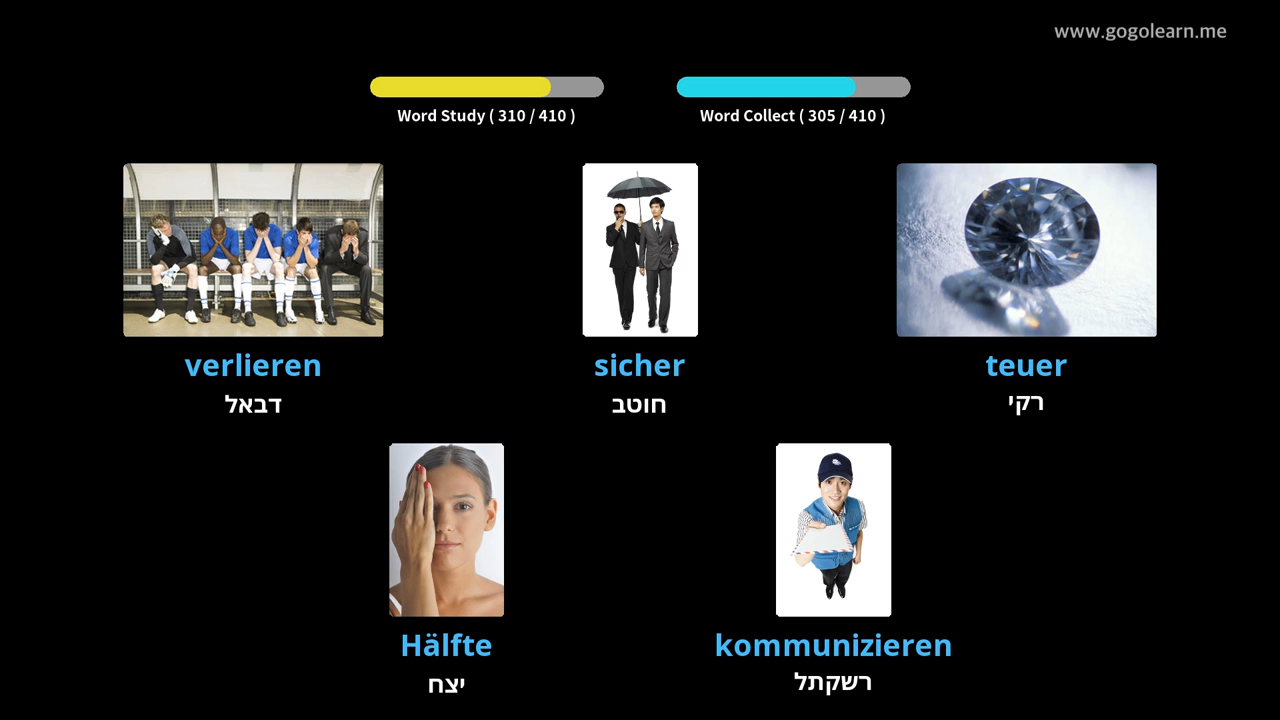 www.gogolearn.me
Word Study ( 310 / 410 )
Word Collect ( 305 / 410 )
verlieren
דבאל
sicher
חוטב
teuer
רקי
Hälfte
יצח
kommunizieren
רשקתל